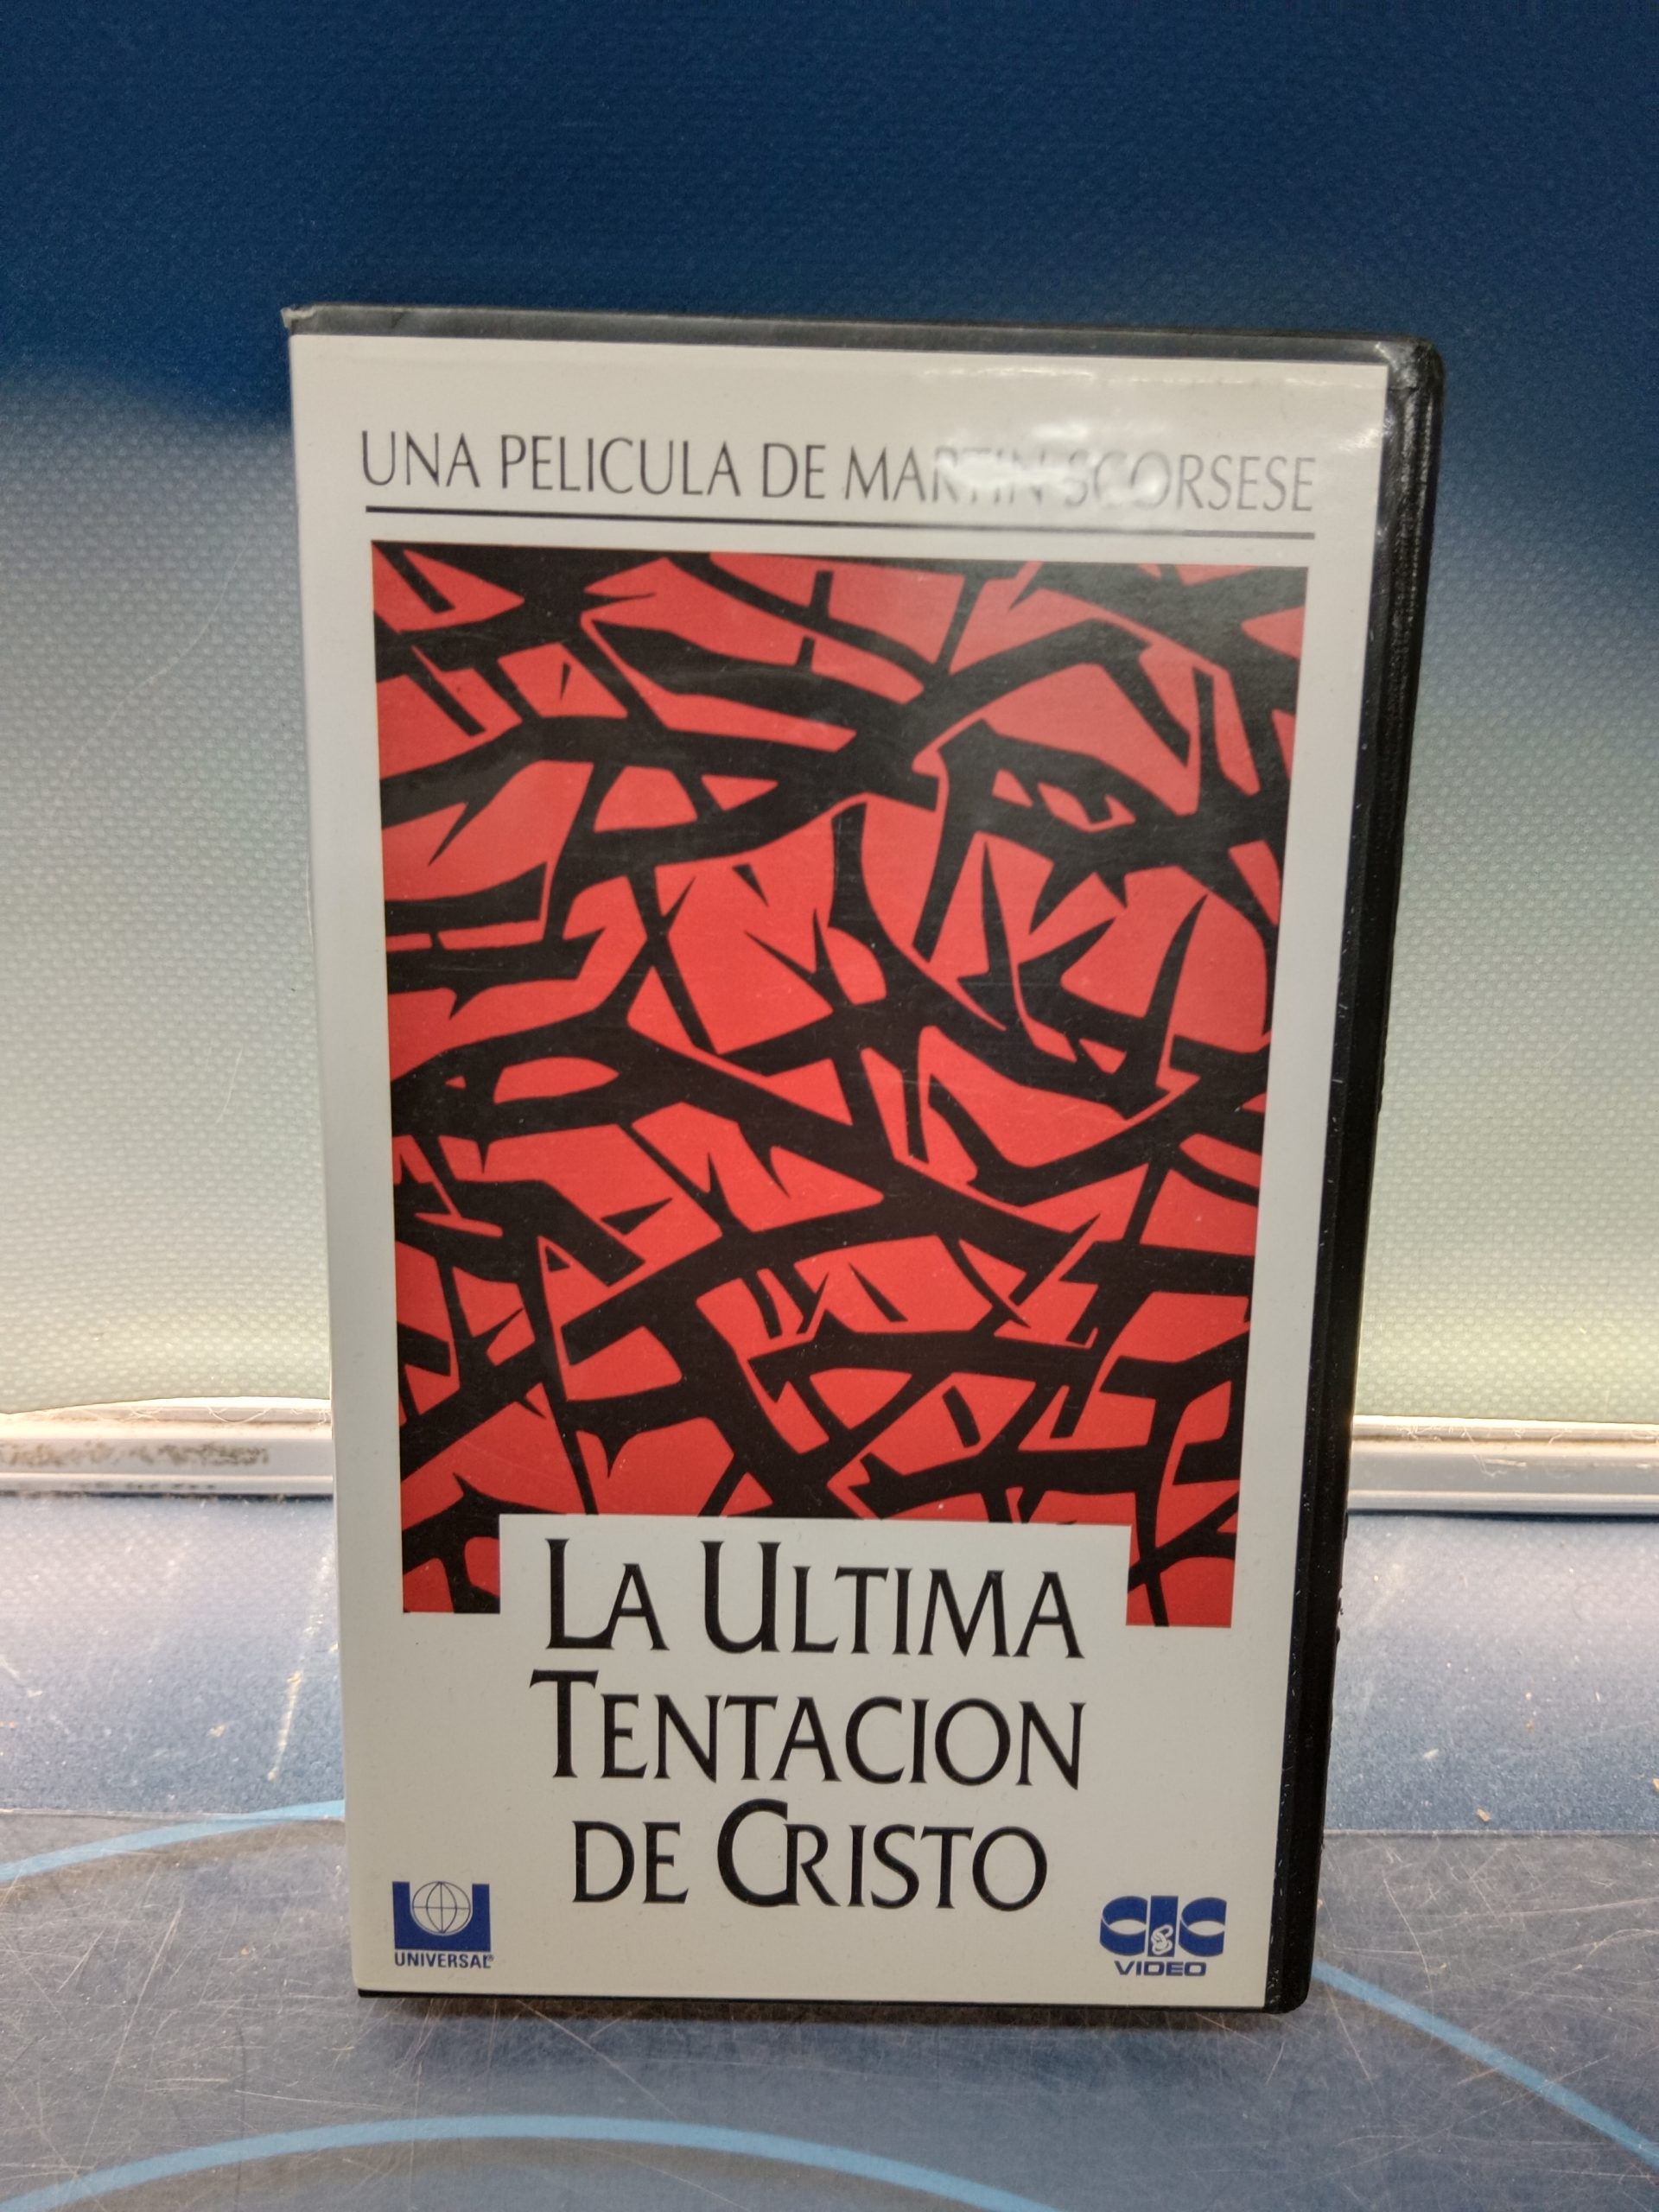 UNA PELICULA DE MARTIN SCORSESE
LA ULTIMA
TENTACION
DE CRISTO
UNIVERSAL®
CIC
VIDEO